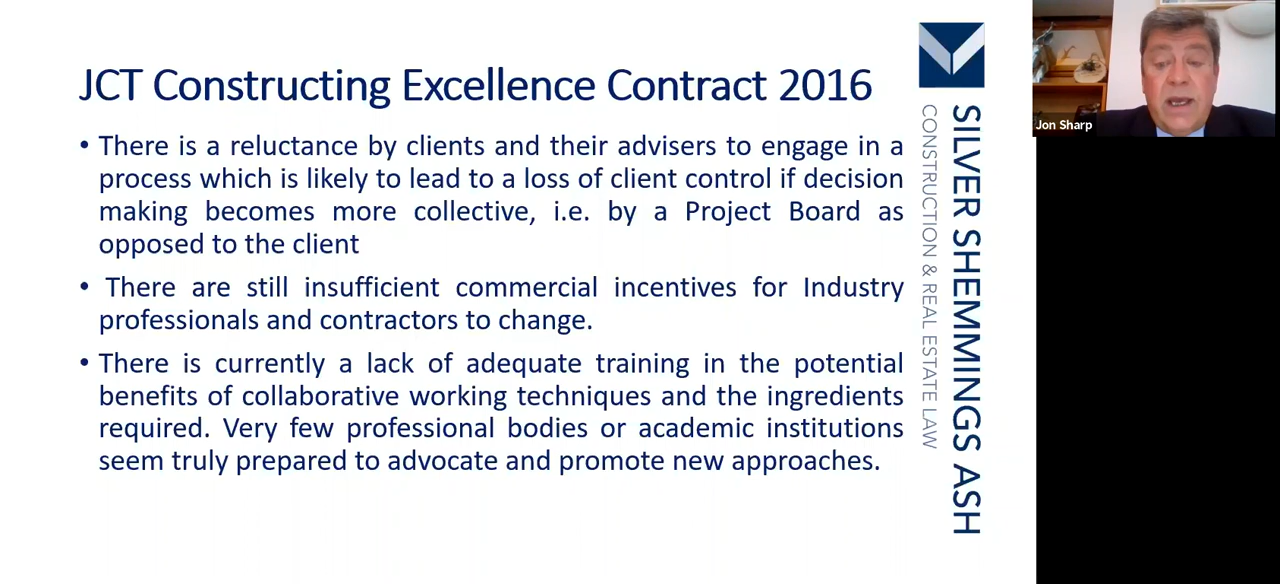 JCT Constructing Excellence Contract 2016
• There is a reluctance by clients and their advisers to engage in a
process which is likely to lead to a loss of client control if decision
making becomes more collective, i.e. by a Project Board as
opposed to the client
• There are still insufficient commercial incentives for Industry
professionals and contractors to change.
• There is currently a lack of adequate training in the potential
benefits of collaborative working techniques and the ingredients
required. Very few professional bodies or academic institutions
seem truly prepared to advocate and promote new approaches.
SILVER SHEMMINGS ASH
CONSTRUCTION & REAL ESTATE LAW
Jon Sharp